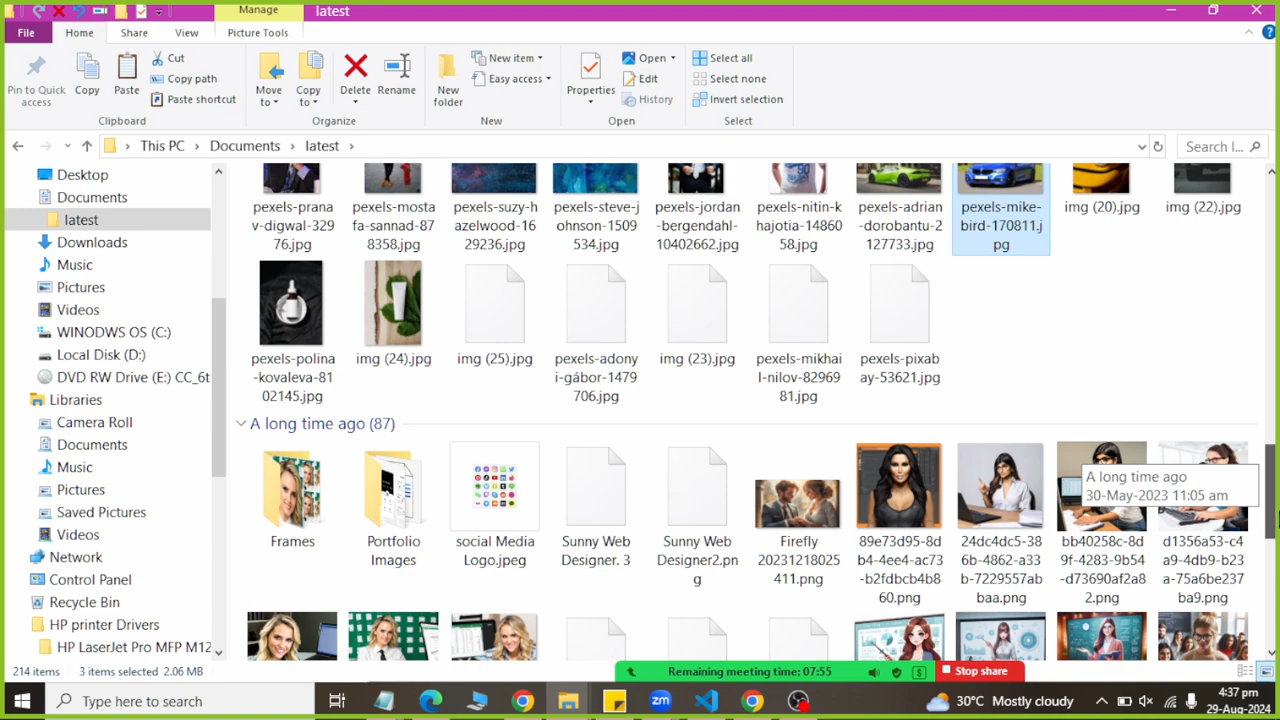 Manage
latest
File
Home
Share
View
Picture Tools
Pin to Quick
access
Copy
Paste
Cut
Copy path
Paste shortcut
Move
to
Copy
to
Delete
Rename
New
folder
New item
Easy access
Properties
Open
Edit
History
Select all
Select none
Invert selection
Clipboard
Organize
New
Open
Select
This PC
Documents
latest
Search l...
Desktop
Documents
latest
Downloads
Music
Pictures
Videos
WINODWS OS (C:)
Local Disk (D:)
DVD RW Drive (E:) CC_6t
Libraries
Camera Roll
Documents
Music
Pictures
Saved Pictures
Videos
Network
Control Panel
Recycle Bin
HP printer Drivers
HP LaserJet Pro MFP M12
pexels-prana
v-digwal-329
76.jpg
pexels-mosta
fa-sannad-87
8358.jpg
pexels-suzy-h
azelwood-16
29236.jpg
pexels-steve-j
ohnson-1509
534.jpg
pexels-jordan
-bergendahl-
10402662.jpg
pexels-nitin-k
hajotia-14860
58.jpg
pexels-adrian
-dorobantu-2
127733.jpg
pexels-mike-
bird-170811.j
pg
img (20).jpg
img (22).jpg
pexels-polina
-kovaleva-81
02145.jpg
img (24).jpg
img (25).jpg
pexels-adony
i-gábor-1479
706.jpg
img (23).jpg
pexels-mikhai
l-nilov-82969
81.jpg
pexels-pixab
ay-53621.jpg
A long time ago (87)
A long time ago
30-May-2023 11:05 am
Frames
Portfolio
Images
social Media
Logo.jpeg
Sunny Web
Designer. 3
Sunny Web
Designer2.pn
g
Firefly
20231218025
411.png
89e73d95-8d
b4-4ee4-ac73
-b2fdbcb4b8
60.png
24dc4dc5-38
6b-4862-a33
b-7229557ab
baa.png
bb40258c-8d
9f-4283-9b54
-d73690af2a8
2.png
d1356a53-c4
a9-4db9-b23
a-75a6be237
ba9.png
214 items
3 items selected 2.06 MB
Remaining meeting time: 07:55
Stop share
Type here to search
zm
30°C Mostly cloudy
4:37 pm
29-Aug-2024